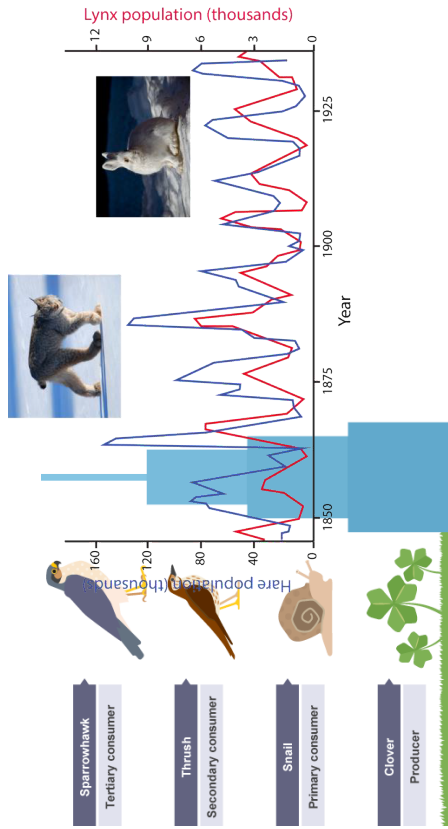 Lynx population (thousands)
12
9
6
3
0
1925
1900
1875
1850
Year
160
120
80
40
0
Hare population (thousands)
Sparrowhawk
Tertiary consumer
Thrush
Secondary consumer
Snail
Primary consumer
Clover
Producer